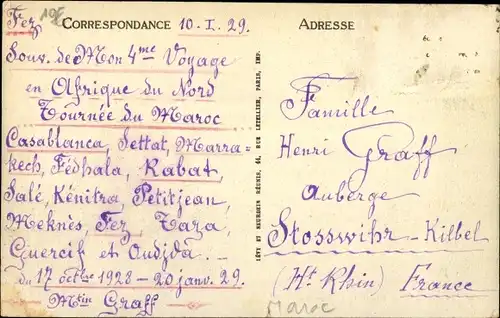 Fez 10f CORRESPONDANCE 10-I.29.
Souv. de Mon 4me Voyage
en Afrique du Nord
Tournée du Maroc
Casablanca, Settat, Marra-
kech, Fédhala, Rabat,
Salé, Kénitra, Petitjean,
Meknès, Fez, Taza,
Guercif et Oudjda.
du 17 octbre 1928 - 20 janv. 29.
Mtin Graff
LÉVY ET NEURDEIN RÉUNIS, 44, RUE LETELLIER, PARIS, IMP.
ADRESSE
Famille
Henri Graff
Auberge
Stosswihr - Kilbel
(Ht Rhin) France
Maroc